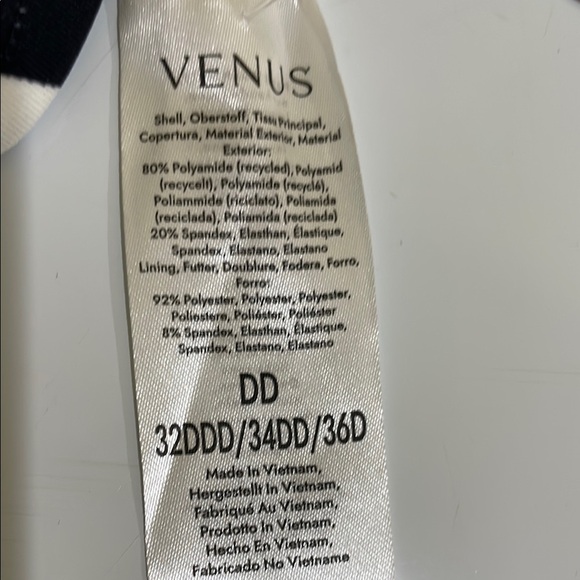 VENUS
Shell, Oberstoff, Tissu Principal,
Copertura, Material Exterior, Material
Exterior:
80% Polyamide (recycled), Polyamid
(recycelt), Polyamide (recyclé),
Poliammide (riciclato), Poliamida
(reciclada), Poliamida (reciclada)
20% Spandex, Elasthan, Élastique,
Spandex, Elastano, Elastano
Lining, Futter, Doublure, Fodera, Forro,
Forro:
92% Polyester, Polyester, Polyester,
Poliestere, Poliéster, Poliéster
8% Spandex, Elasthan, Élastique,
Spandex, Elastano, Elastano
DD
32DDD/34DD/36D
Made In Vietnam,
Hergestellt In Vietnam,
Fabriqué Au Vietnam,
Prodotto In Vietnam,
Hecho En Vietnam,
Fabricado No Vietname